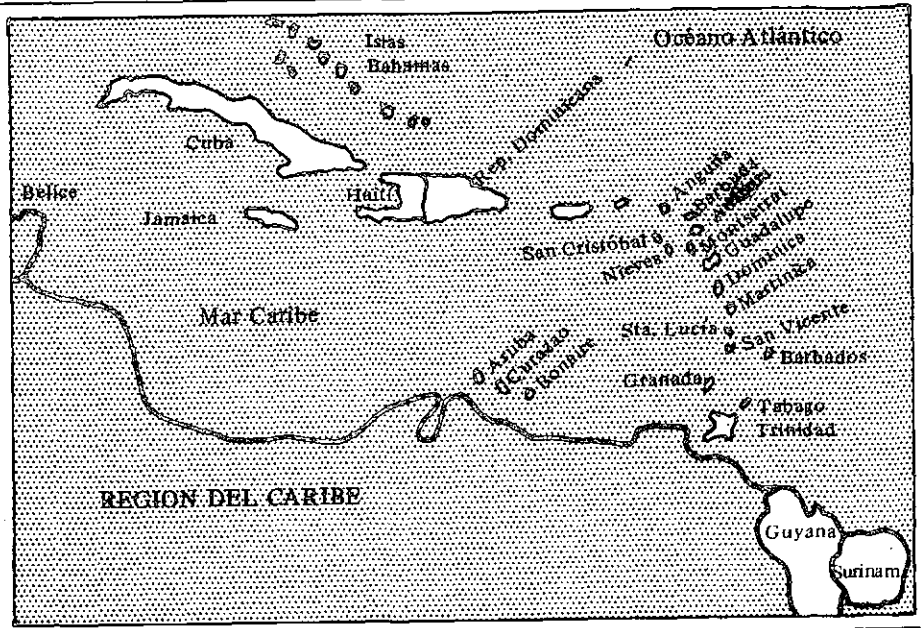 Islas
Bahamas
Océano Atlántico
Cuba
Rep. Dominicana
Belice
Haití
Jamaica
Anguila
Barbuda
Montserrat
Guadalupe
San Cristóbal
Nieves
Dominica
Martinica
Mar Caribe
Sta. Lucía
San Vicente
Barbados
Aruba
Curazao
Bonaire
Granada
Tabago
Trinidad
REGION DEL CARIBE
Guyana
Surinam